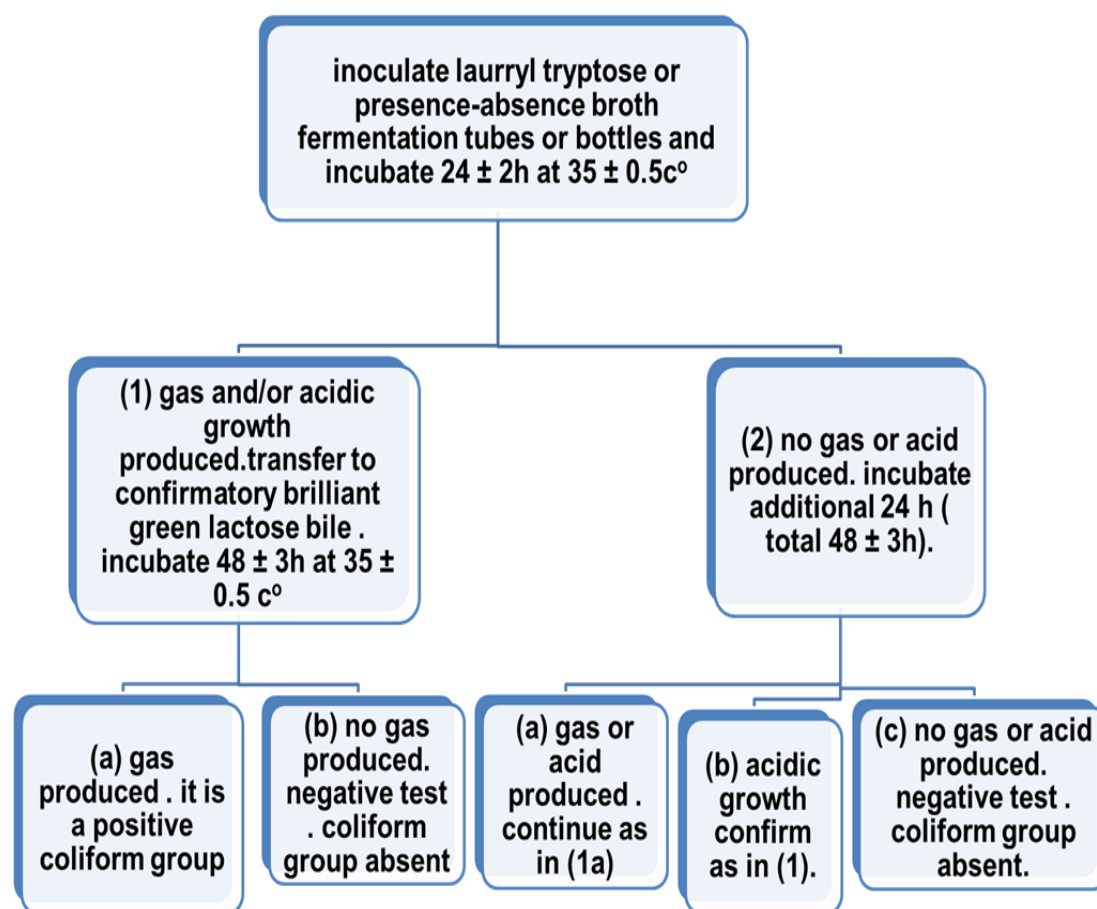 inoculate laurryl tryptose or
presence-absence broth
fermentation tubes or bottles and
incubate 24 ± 2h at 35 ± 0.5cº
(1) gas and/or acidic
growth
produced.transfer to
confirmatory brilliant
green lactose bile .
incubate 48 ± 3h at 35 ±
0.5 cº
(2) no gas or acid
produced. incubate
additional 24 h (
total 48 ± 3h).
(a) gas
produced . it is
a positive
coliform group
(b) no gas
produced.
negative test
. coliform
group absent
(a) gas or
acid
produced .
continue as
in (1a)
(b) acidic
growth
confirm
as in (1).
(c) no gas or acid
produced.
negative test .
coliform group
absent.